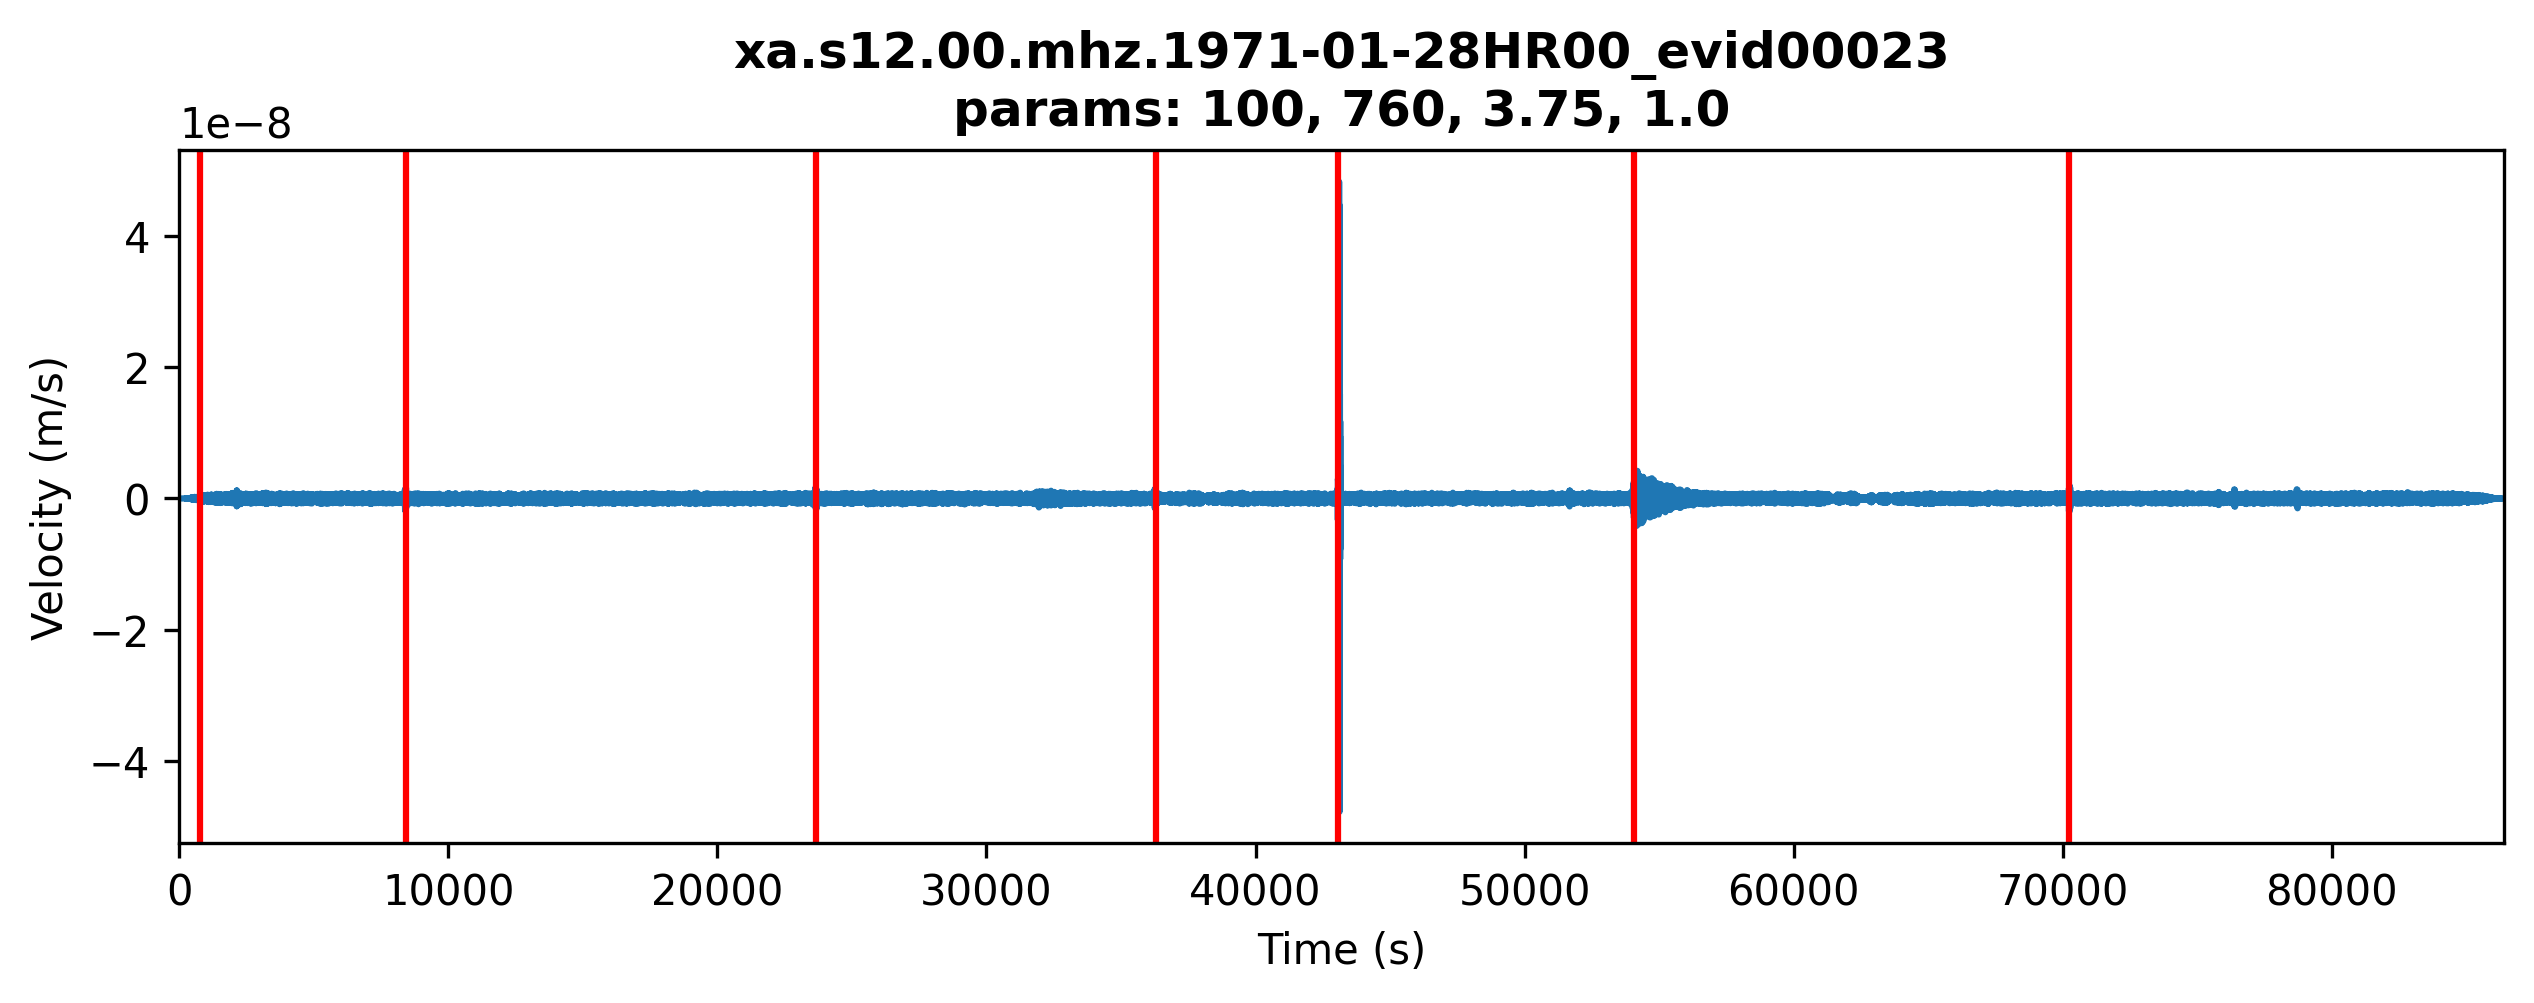 xa.s12.00.mhz.1971-01-28HR00_evid00023
params: 100, 760, 3.75, 1.0
1e−8
4
2
0
−2
−4
Velocity (m/s)
0 10000 20000 30000 40000 50000 60000 70000 80000
Time (s)